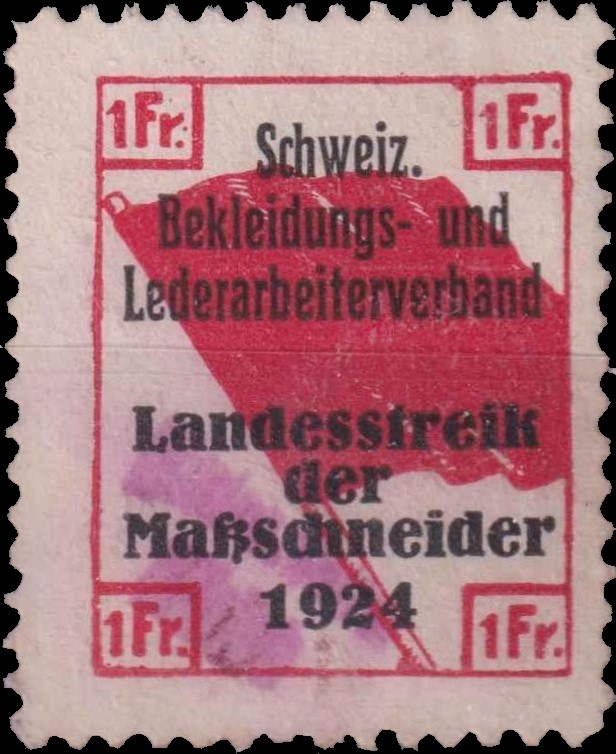 1Fr. 1Fr.
Schweiz.
Bekleidungs- und
Lederarbeiterverband
Landesstreik
der
Maßschneider
1924
1Fr. 1Fr.